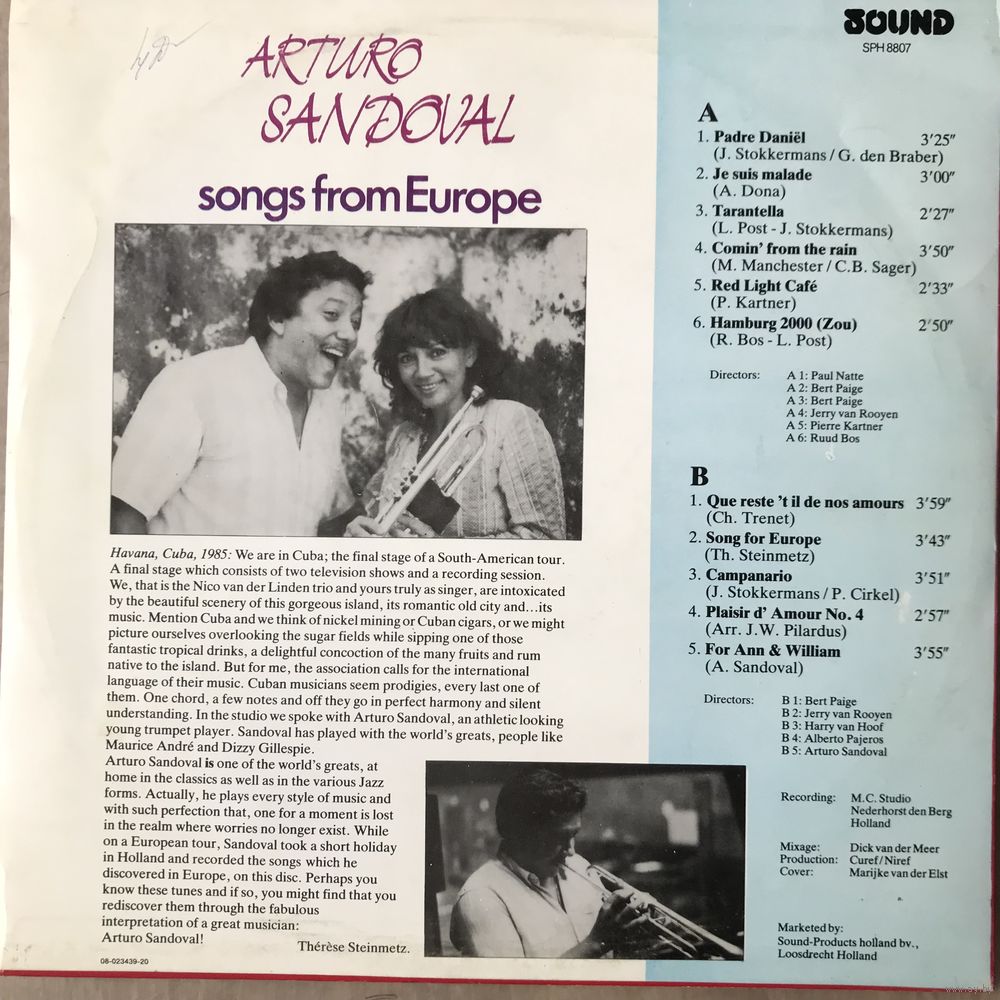 ARTURO
SANDOVAL
songs from Europe
Havana, Cuba, 1985: We are in Cuba; the final stage of a South-American tour.
A final stage which consists of two television shows and a recording session.
We, that is the Nico van der Linden trio and yours truly as singer, are intoxicated
by the beautiful scenery of this gorgeous island, its romantic old city and...its
music. Mention Cuba and we think of nickel mining or Cuban cigars, or we might
picture ourselves overlooking the sugar fields while sipping one of those
fantastic tropical drinks, a delightful concoction of the many fruits and rum
native to the island. But for me, the association calls for the international
language of their music. Cuban musicians seem prodigies, every last one of
them. One chord, a few notes and off they go in perfect harmony and silent
understanding. In the studio we spoke with Arturo Sandoval, an athletic looking
young trumpet player. Sandoval has played with the world's greats, people like
Maurice André and Dizzy Gillespie.
Arturo Sandoval is one of the world's greats, at
home in the classics as well as in the various Jazz
forms. Actually, he plays every style of music and
with such perfection that, one for a moment is lost
in the realm where worries no longer exist. While
on a European tour, Sandoval took a short holiday
in Holland and recorded the songs which he
discovered in Europe, on this disc. Perhaps you
know these tunes and if so, you might find that you
rediscover them through the fabulous
interpretation of a great musician:
Arturo Sandoval!
Thérèse Steinmetz.
08-023439-20
SOUND
SPH 8807
A
1. Padre Daniël 3'25"
(J. Stokkermans / G. den Braber)
2. Je suis malade 3'00"
(A. Dona)
3. Tarantella 2'27"
(L. Post - J. Stokkermans)
4. Comin' from the rain 3'50"
(M. Manchester / C.B. Sager)
5. Red Light Café 2'33"
(P. Kartner)
6. Hamburg 2000 (Zou) 2'50"
(R. Bos - L. Post)
Directors: A 1: Paul Natte
A 2: Bert Paige
A 3: Bert Paige
A 4: Jerry van Rooyen
A 5: Pierre Kartner
A 6: Ruud Bos
B
1. Que reste 't il de nos amours 3'59"
(Ch. Trenet)
2. Song for Europe 3'43"
(Th. Steinmetz)
3. Campanario 3'51"
(J. Stokkermans / P. Cirkel)
4. Plaisir d' Amour No. 4 2'57"
(Arr. J.W. Pilardus)
5. For Ann & William 3'55"
(A. Sandoval)
Directors: B 1: Bert Paige
B 2: Jerry van Rooyen
B 3: Harry van Hoof
B 4: Alberto Pajeros
B 5: Arturo Sandoval
Recording: M.C. Studio
Nederhorst den Berg
Holland
Mixage: Dick van der Meer
Production: Curef/Niref
Cover: Marijke van der Elst
Marketed by:
Sound-Products holland bv.,
Loosdrecht Holland